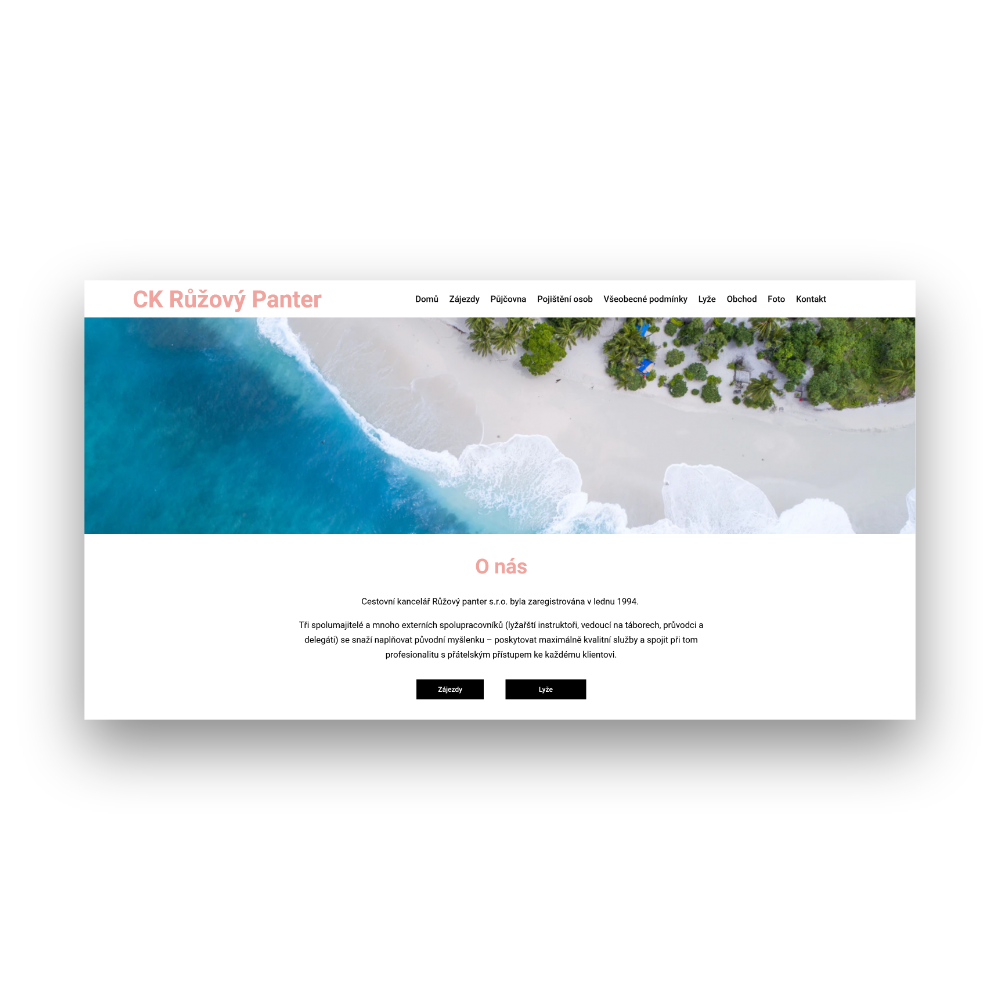 CK Růžový Panter
Domů Zájezdy Půjčovna Pojištění osob Všeobecné podmínky Lyže Obchod Foto Kontakt
O nás
Cestovní kancelář Růžový panter s.r.o. byla zaregistrována v lednu 1994.
Tři spolumajitelé a mnoho externích spolupracovníků (lyžařští instruktoři, vedoucí na táborech, průvodci a
delegáti) se snaží naplňovat původní myšlenku – poskytovat maximálně kvalitní služby a spojit při tom
profesionalitu s přátelským přístupem ke každému klientovi.
Zájezdy Lyže